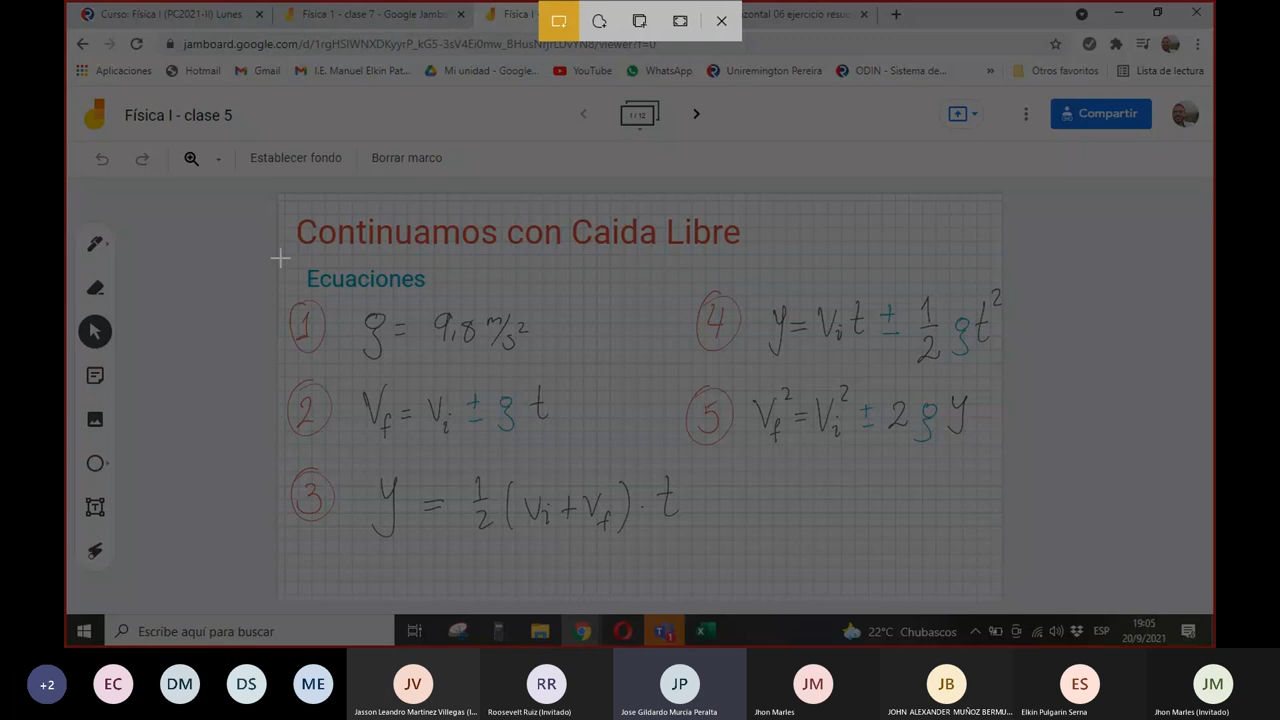 Curso: Física I (PC2021-II) Lunes
Física 1 - clase 7 - Google Jamb
Física I
izontal 06 ejercicio resue
jamboard.google.com/d/
Aplicaciones
Hotmail
Gmail
I.E. Manuel Elkin Pat...
Mi unidad - Google...
YouTube
WhatsApp
Uniremington Pereira
ODIN - Sistema de...
»
Otros favoritos
Lista de lectura
Física I - clase 5
1 / 12
Compartir
Establecer fondo
Borrar marco
Continuamos con Caida Libre
Ecuaciones
① g = 9,8 m/s²
② Vf = Vi ± g t
③ y = 1/2 (Vi + Vf) · t
④ y = Vi t ± 1/2 g t²
⑤ Vf² = Vi² ± 2 g y
Escribe aquí para buscar
22°C Chubascos
ESP
19:05
20/9/2021
+2
EC
DM
DS
ME
JV
Jasson Leandro Martinez Villegas (I...
RR
Roosevelt Ruiz (Invitado)
JP
Jose Gildardo Murcia Peralta
JM
Jhon Marles
JB
JOHN ALEXANDER MUÑOZ BERMU...
ES
Elkin Pulgarin Serna
JM
Jhon Marles (Invitado)